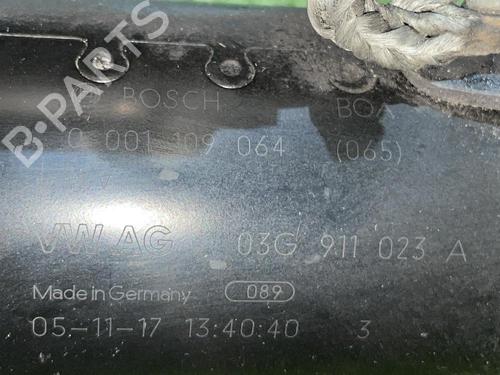 BOSCH
0 001 109 064 (065)
VW AG 03G 911 023 A
Made in Germany 089
05-11-17 13:40:40 3
B-PARTS